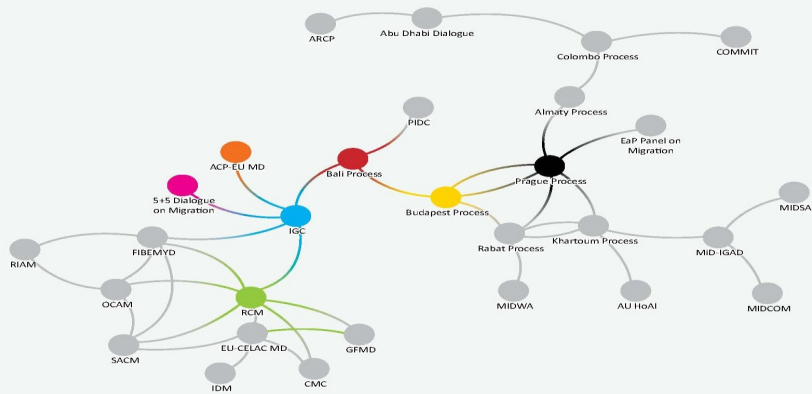 ARCP
Abu Dhabi Dialogue
Colombo Process
COMMIT
Almaty Process
PIDC
EaP Panel on
Migration
ACP-EU MD
Bali Process
Prague Process
5+5 Dialogue
on Migration
Budapest Process
MIDSA
IGC
RIAM
FIBEMYD
Rabat Process
Khartoum Process
MiD-IGAD
OCAM
RCM
MIDWA
AU HoAI
MIDCOM
SACM
EU-CELAC MD
GFMD
IDM
CMC